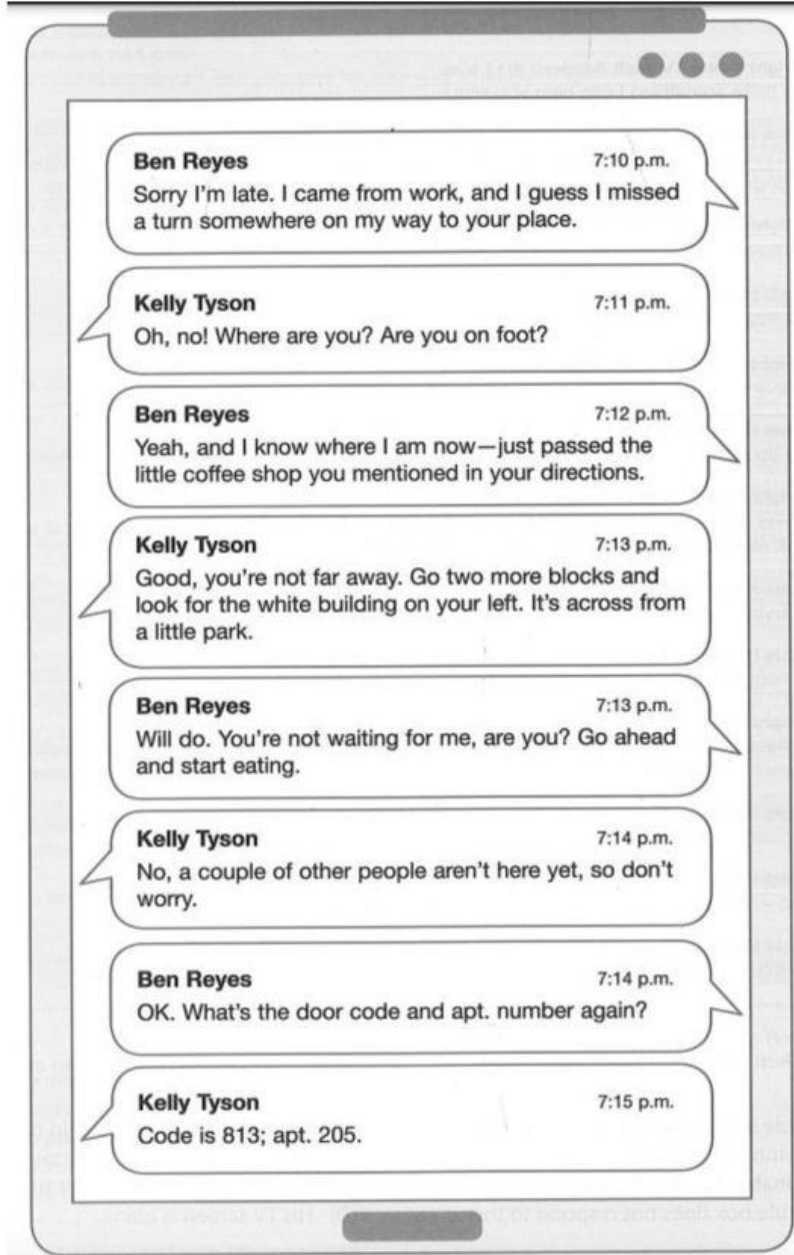 Ben Reyes 7:10 p.m.
Sorry I'm late. I came from work, and I guess I missed
a turn somewhere on my way to your place.
Kelly Tyson 7:11 p.m.
Oh, no! Where are you? Are you on foot?
Ben Reyes 7:12 p.m.
Yeah, and I know where I am now—just passed the
little coffee shop you mentioned in your directions.
Kelly Tyson 7:13 p.m.
Good, you're not far away. Go two more blocks and
look for the white building on your left. It's across from
a little park.
Ben Reyes 7:13 p.m.
Will do. You're not waiting for me, are you? Go ahead
and start eating.
Kelly Tyson 7:14 p.m.
No, a couple of other people aren't here yet, so don't
worry.
Ben Reyes 7:14 p.m.
OK. What's the door code and apt. number again?
Kelly Tyson 7:15 p.m.
Code is 813; apt. 205.